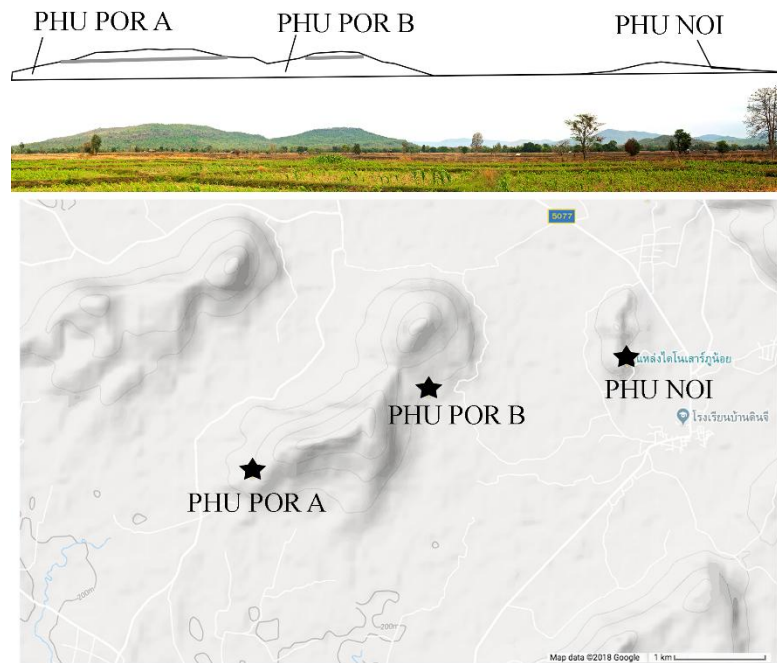 PHU POR A
PHU POR B
PHU NOI
5077
แหล่งไดโนเสาร์ภูน้อย
PHU NOI
PHU POR B
โรงเรียนบ้านดินจี่
PHU POR A
200m
200m
Map data ©2018 Google
1 km